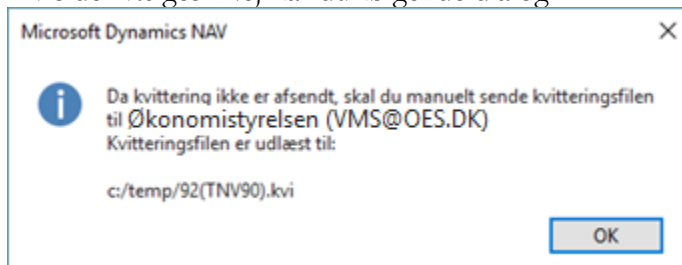 Microsoft Dynamics NAV
Da kvittering ikke er afsendt, skal du manuelt sende kvitteringsfilen
til Økonomistyrelsen (VMS@OES.DK)
Kvitteringsfilen er udlæst til:
c:/temp/92(TNV90).kvi
OK